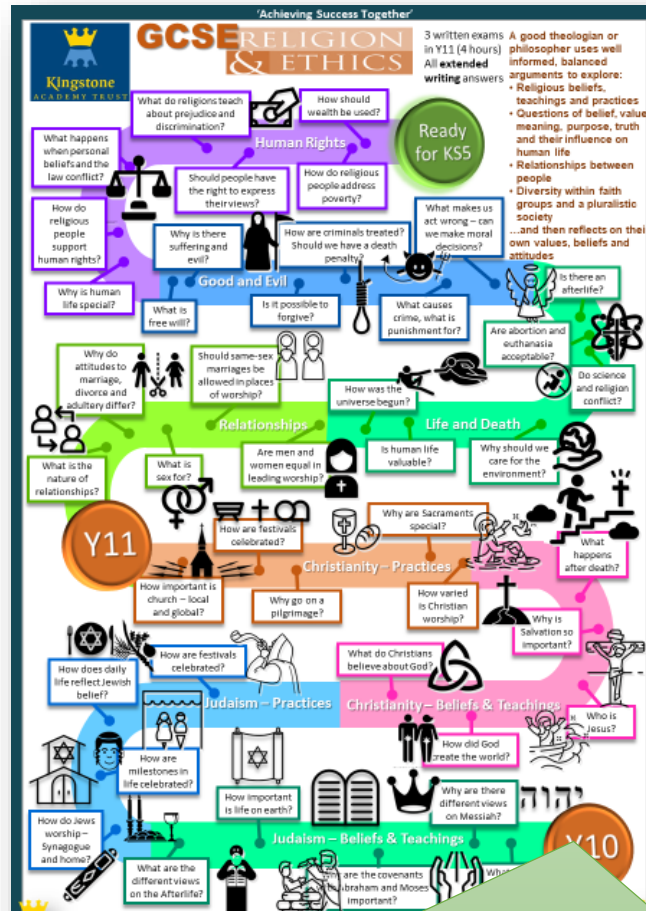 'Achieving Success Together'
Kingstone
ACADEMY TRUST
GCSE RELIGION
& ETHICS
3 written exams
in Y11 (4 hours)
All extended
writing answers
A good theologian or
philosopher uses well
informed, balanced
arguments to explore:
• Religious beliefs,
teachings and practices
• Questions of belief, value
meaning, purpose, truth
and their influence on
human life
• Relationships between
people
• Diversity within faith
groups and a pluralistic
society
...and then reflects on their
own values, beliefs and
attitudes
What do religions teach
about prejudice and
discrimination?
How should
wealth be used?
Ready
for KS5
What happens
when personal
beliefs and the
law conflict?
Human Rights
Should people have
the right to express
their views?
How do religious
people address
poverty?
How do
religious
people
support
human rights?
Why is there
suffering and
evil?
How are criminals treated?
Should we have a death
penalty?
What makes us
act wrong – can
we make moral
decisions?
Why is human
life special?
Good and Evil
What is
free will?
Is it possible to
forgive?
What causes
crime, what is
punishment for?
Is there an
afterlife?
Are abortion and
euthanasia
acceptable?
Do science
and religion
conflict?
Why do
attitudes to
marriage,
divorce and
adultery differ?
Should same-sex
marriages be
allowed in places
of worship?
How was the
universe begun?
Relationships
Life and Death
What is the
nature of
relationships?
What is
sex for?
Are men and
women equal in
leading worship?
Is human life
valuable?
Why should we
care for the
environment?
Y11
How are festivals
celebrated?
Why are Sacraments
special?
What
happens
after death?
Christianity – Practices
How important is
church – local
and global?
Why go on a
pilgrimage?
How varied
is Christian
worship?
Why is
Salvation so
important?
How does daily
life reflect Jewish
belief?
How are festivals
celebrated?
What do Christians
believe about God?
Judaism – Practices
Christianity – Beliefs & Teachings
Who is
Jesus?
How are
milestones in
life celebrated?
How did God
create the world?
How important
is life on earth?
Why are there
different views
on Messiah?
יהוה
How do Jews
worship –
Synagogue
and home?
Judaism – Beliefs & Teachings
Y10
What are the
different views
on the Afterlife?
are the covenants
Abraham and Moses
important?
What